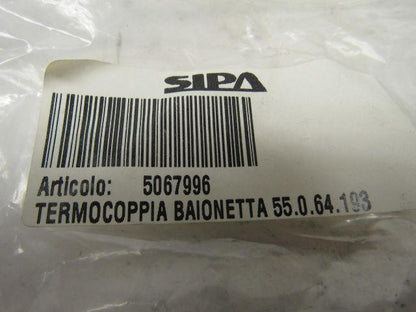 SIPA
Articolo: 5067996
TERMOCOPPIA BAIONETTA 55.0.64.193